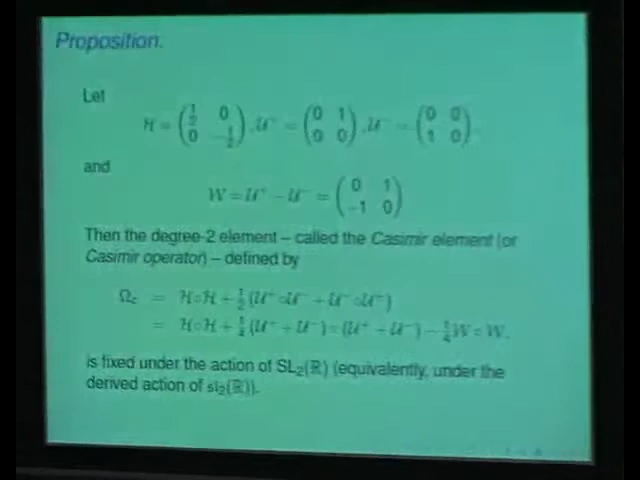 Proposition.
Let
H = (1/2 0 0 -1/2), U⁺ = (0 1 0 0), U⁻ = (0 0 1 0).
and
W = U⁺ − U⁻ = (0 1 −1 0)
Then the degree-2 element – called the Casimir element (or
Casimir operator) – defined by
Ω_c = H∘H + 1/2(U⁺∘U⁻ + U⁻∘U⁺)
= H∘H + 1/4(U⁺ + U⁻)∘(U⁺ + U⁻) − 1/4W∘W,
is fixed under the action of SL₂(ℝ) (equivalently, under the
derived action of sl₂(ℝ)).